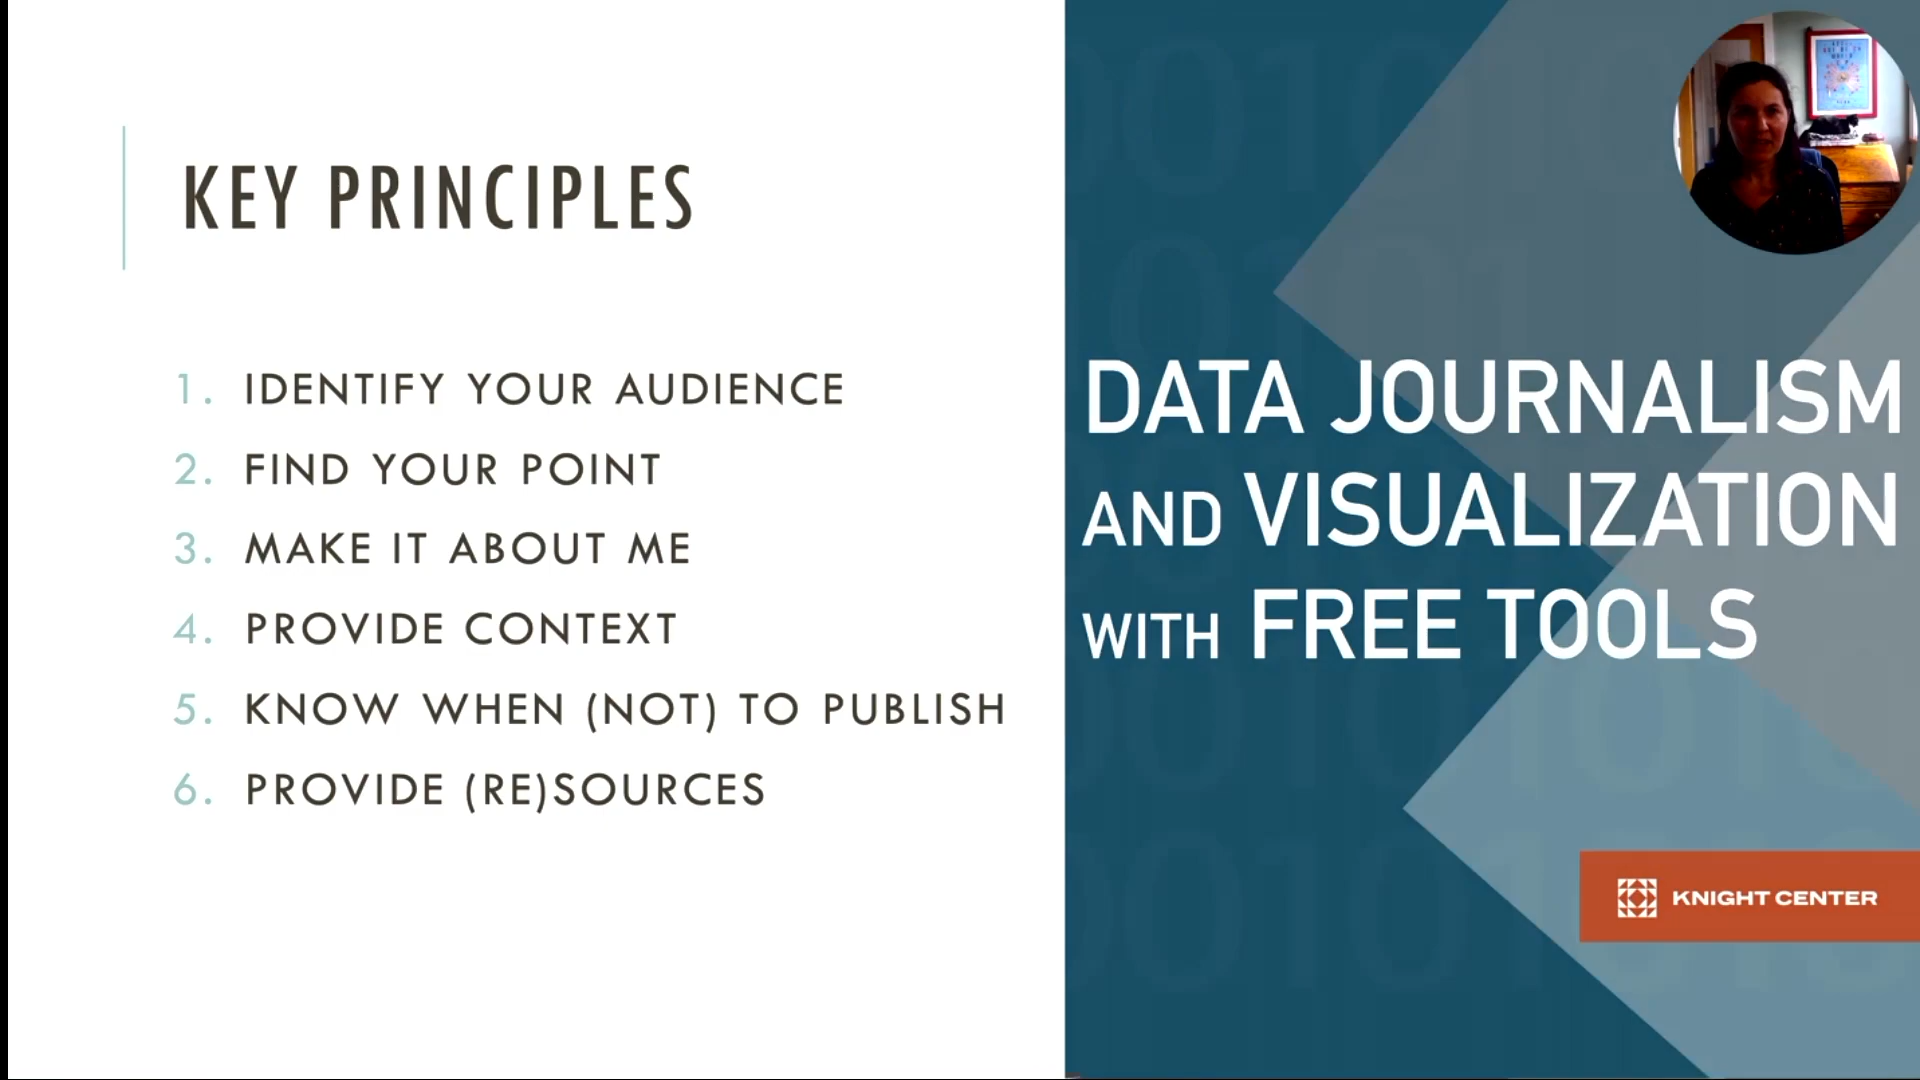 KEY PRINCIPLES
1. IDENTIFY YOUR AUDIENCE
2. FIND YOUR POINT
3. MAKE IT ABOUT ME
4. PROVIDE CONTEXT
5. KNOW WHEN (NOT) TO PUBLISH
6. PROVIDE (RE)SOURCES
DATA JOURNALISM
AND VISUALIZATION
WITH FREE TOOLS
KNIGHT CENTER